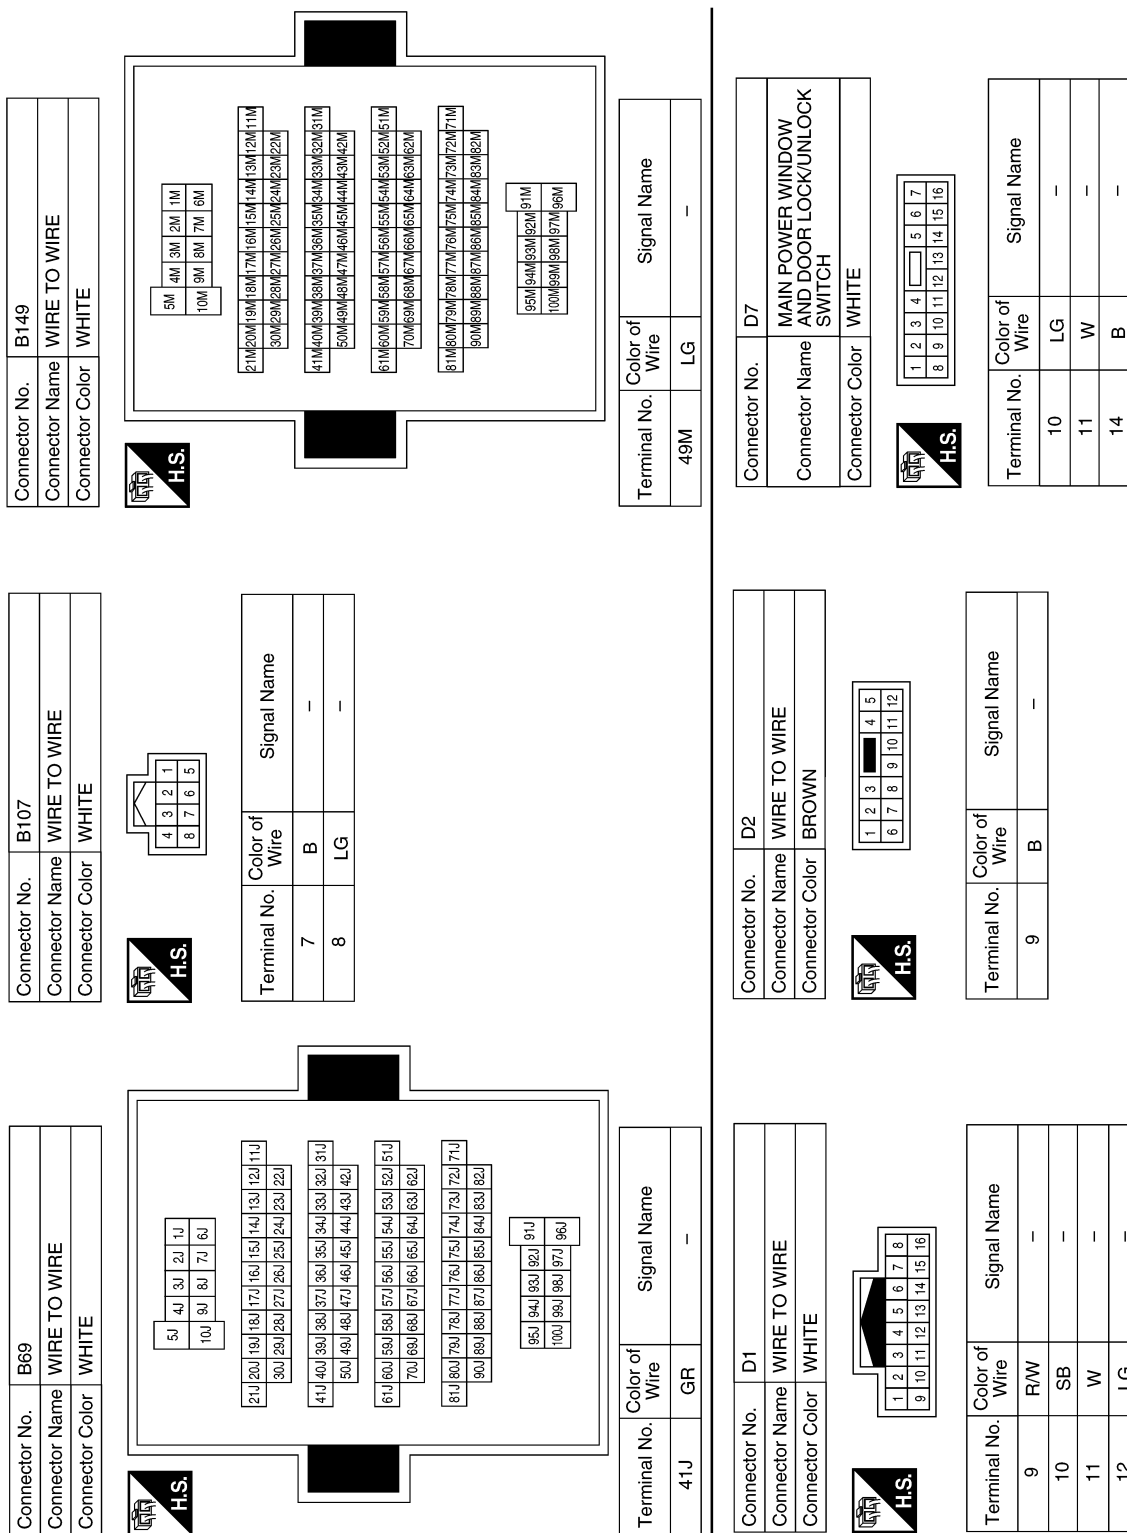 Connector No. B69
Connector Name WIRE TO WIRE
Connector Color WHITE
H.S.
5J 4J 3J 2J 1J
10J 9J 8J 7J 6J
21J 20J 19J 18J 17J 16J 15J 14J 13J 12J 11J
30J 29J 28J 27J 26J 25J 24J 23J 22J
41J 40J 39J 38J 37J 36J 35J 34J 33J 32J 31J
50J 49J 48J 47J 46J 45J 44J 43J 42J
61J 60J 59J 58J 57J 56J 55J 54J 53J 52J 51J
70J 69J 68J 67J 66J 65J 64J 63J 62J
81J 80J 79J 78J 77J 76J 75J 74J 73J 72J 71J
90J 89J 88J 87J 86J 85J 84J 83J 82J
95J 94J 93J 92J 91J
100J 99J 98J 97J 96J
Terminal No. Color of Wire Signal Name
41J GR –
Connector No. B107
Connector Name WIRE TO WIRE
Connector Color WHITE
H.S.
4 3 2 1
8 7 6 5
Terminal No. Color of Wire Signal Name
7 B –
8 LG –
Connector No. B149
Connector Name WIRE TO WIRE
Connector Color WHITE
H.S.
5M 4M 3M 2M 1M
10M 9M 8M 7M 6M
21M 20M 19M 18M 17M 16M 15M 14M 13M 12M 11M
30M 29M 28M 27M 26M 25M 24M 23M 22M
41M 40M 39M 38M 37M 36M 35M 34M 33M 32M 31M
50M 49M 48M 47M 46M 45M 44M 43M 42M
61M 60M 59M 58M 57M 56M 55M 54M 53M 52M 51M
70M 69M 68M 67M 66M 65M 64M 63M 62M
81M 80M 79M 78M 77M 76M 75M 74M 73M 72M 71M
90M 89M 88M 87M 86M 85M 84M 83M 82M
95M 94M 93M 92M 91M
100M 99M 98M 97M 96M
Terminal No. Color of Wire Signal Name
49M LG –
Connector No. D1
Connector Name WIRE TO WIRE
Connector Color WHITE
H.S.
1 2 3 4 5 6 7 8
9 10 11 12 13 14 15 16
Terminal No. Color of Wire Signal Name
9 R/W –
10 SB –
11 W –
12 LG –
Connector No. D2
Connector Name WIRE TO WIRE
Connector Color BROWN
H.S.
1 2 3 4 5
6 7 8 9 10 11 12
Terminal No. Color of Wire Signal Name
9 B –
Connector No. D7
Connector Name MAIN POWER WINDOW
AND DOOR LOCK/UNLOCK
SWITCH
Connector Color WHITE
H.S.
1 2 3 4 5 6 7
8 9 10 11 12 13 14 15 16
Terminal No. Color of Wire Signal Name
10 LG –
11 W –
14 B –